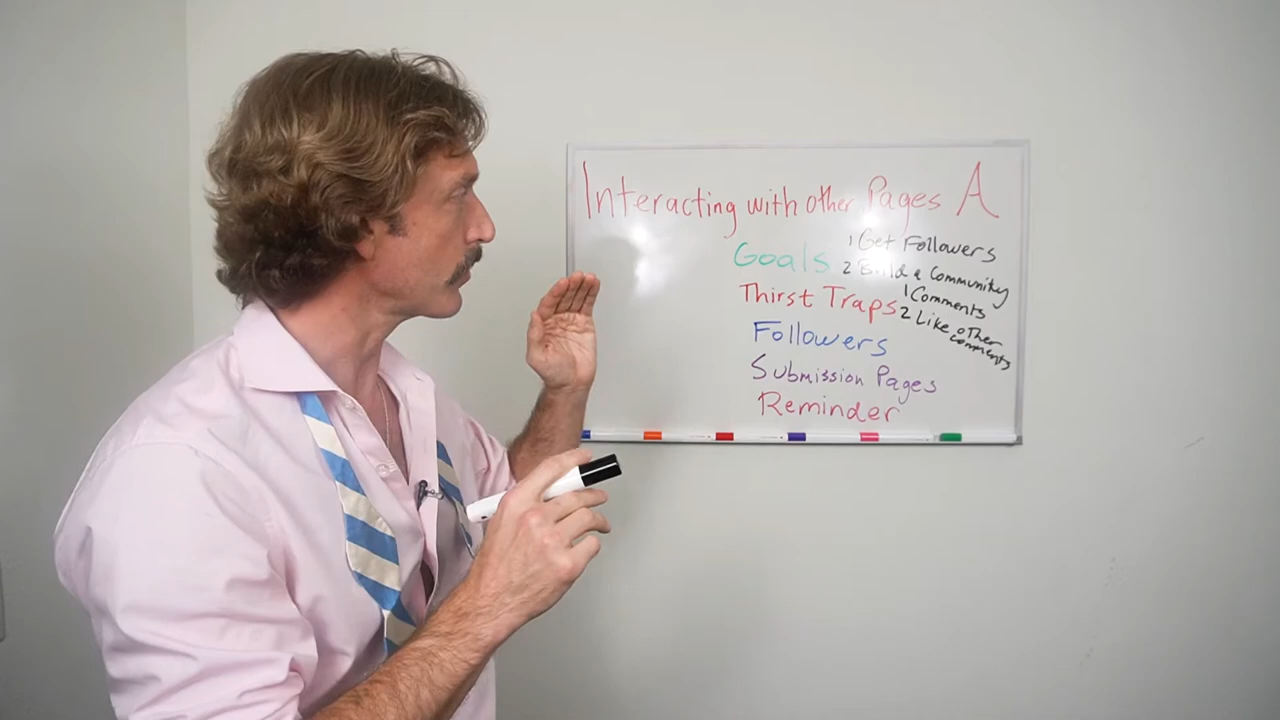 Interacting with other Pages A
Goals
1 Get Followers
2 Build a Community
Thirst Traps
1 Comments
2 Like other
comments
Followers
Submission Pages
Reminder